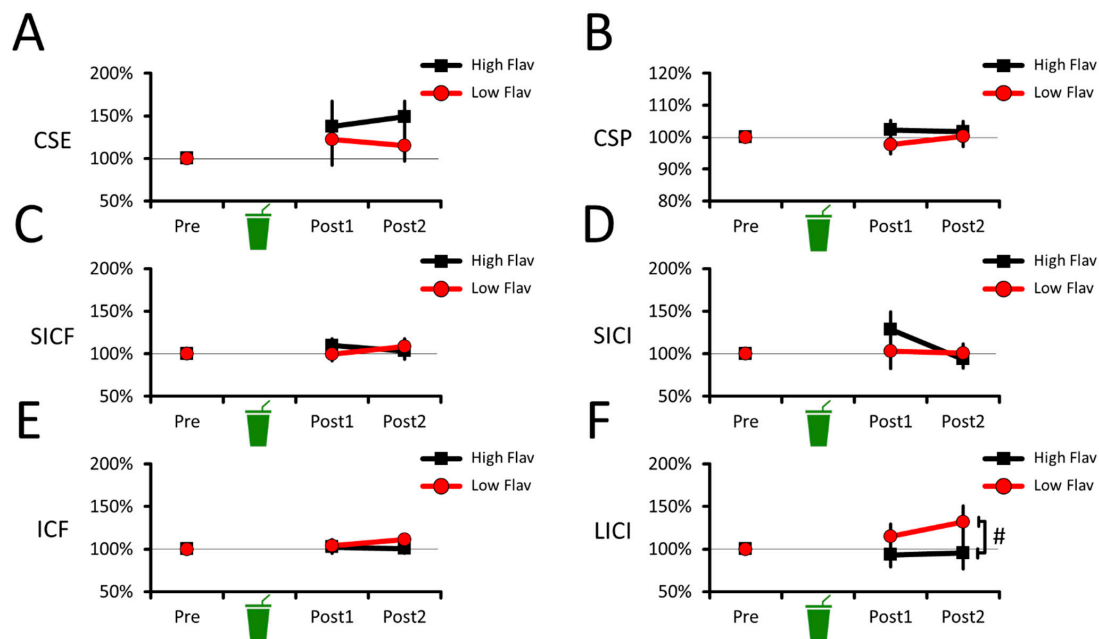 A
High Flav
Low Flav
200%
150%
100%
50%
CSE
Pre
Post1
Post2
B
High Flav
Low Flav
120%
110%
100%
90%
80%
CSP
Pre
Post1
Post2
C
High Flav
Low Flav
200%
150%
100%
50%
SICF
Pre
Post1
Post2
D
High Flav
Low Flav
200%
150%
100%
50%
SICI
Pre
Post1
Post2
E
High Flav
Low Flav
200%
150%
100%
50%
ICF
Pre
Post1
Post2
F
High Flav
Low Flav
200%
150%
100%
50%
LICI
#
Pre
Post1
Post2